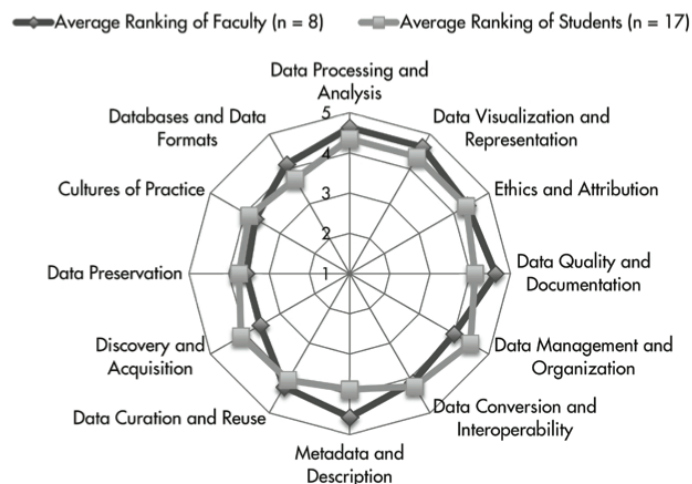 Average Ranking of Faculty (n = 8)
Average Ranking of Students (n = 17)
Data Processing and
Analysis
Data Visualization and
Representation
Ethics and Attribution
Data Quality and
Documentation
Data Management and
Organization
Data Conversion and
Interoperability
Metadata and
Description
Data Curation and Reuse
Discovery and
Acquisition
Data Preservation
Cultures of Practice
Databases and Data
Formats
5
4
3
2
1